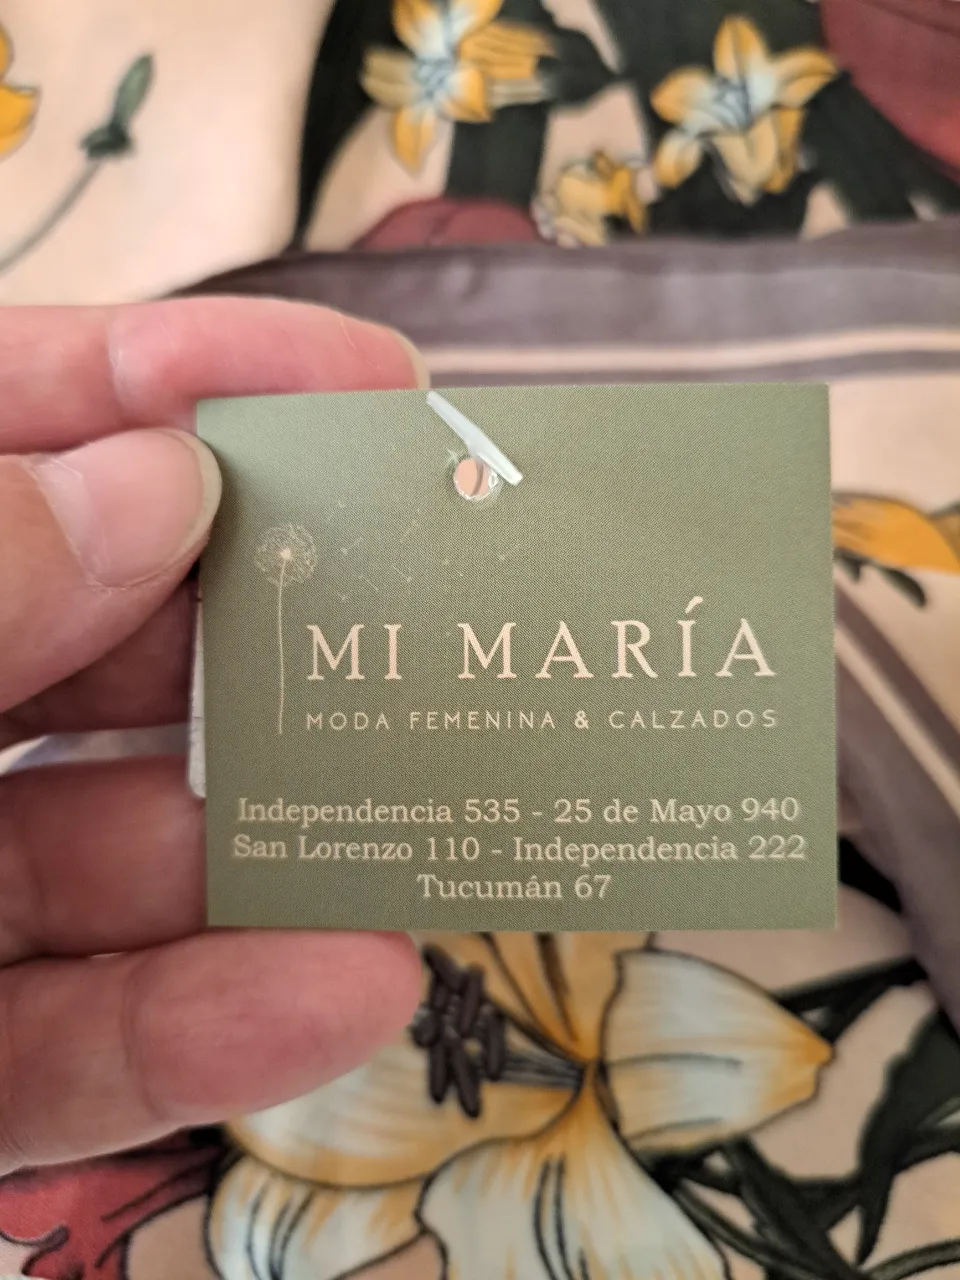 MI MARÍA
MODA FEMENINA & CALZADOS
Independencia 535 - 25 de Mayo 940
San Lorenzo 110 - Independencia 222
Tucumán 67